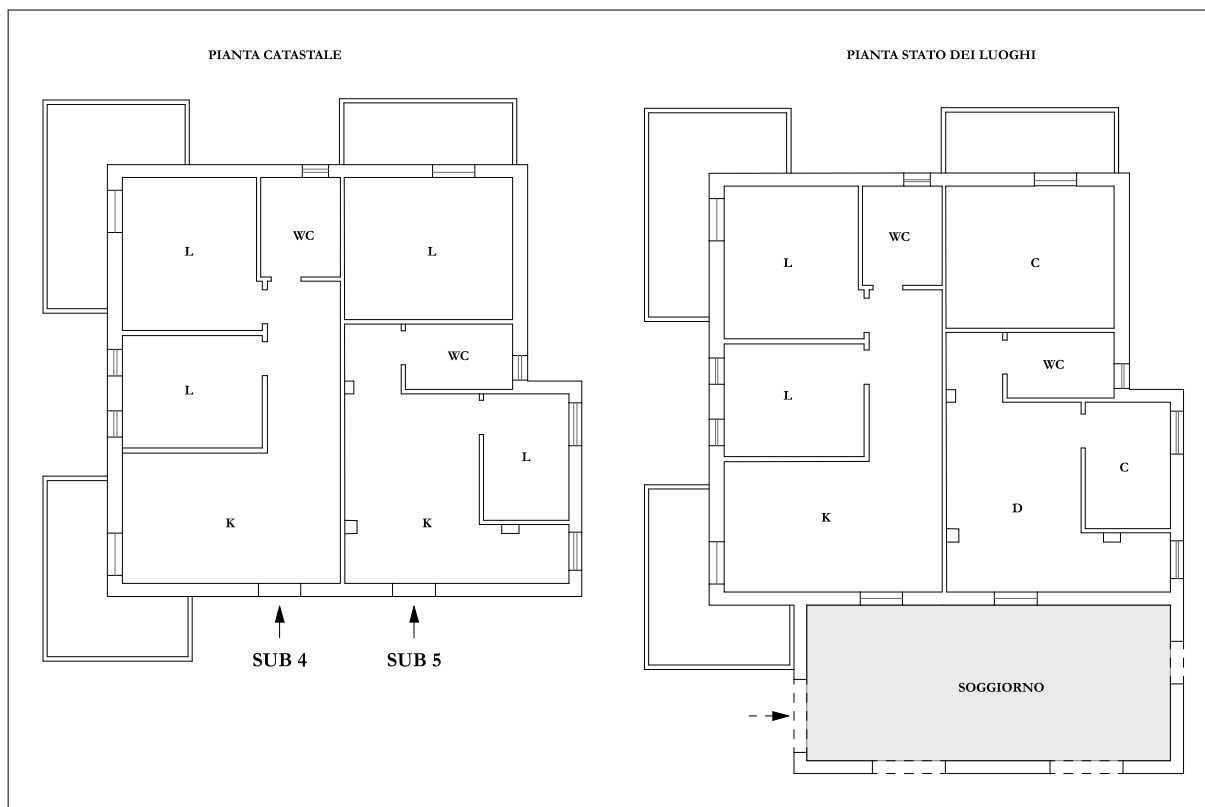 PIANTA CATASTALE
PIANTA STATO DEI LUOGHI
L
WC
L
L
WC
L
K
K
SUB 4
SUB 5
L
WC
C
L
WC
C
K
D
SOGGIORNO